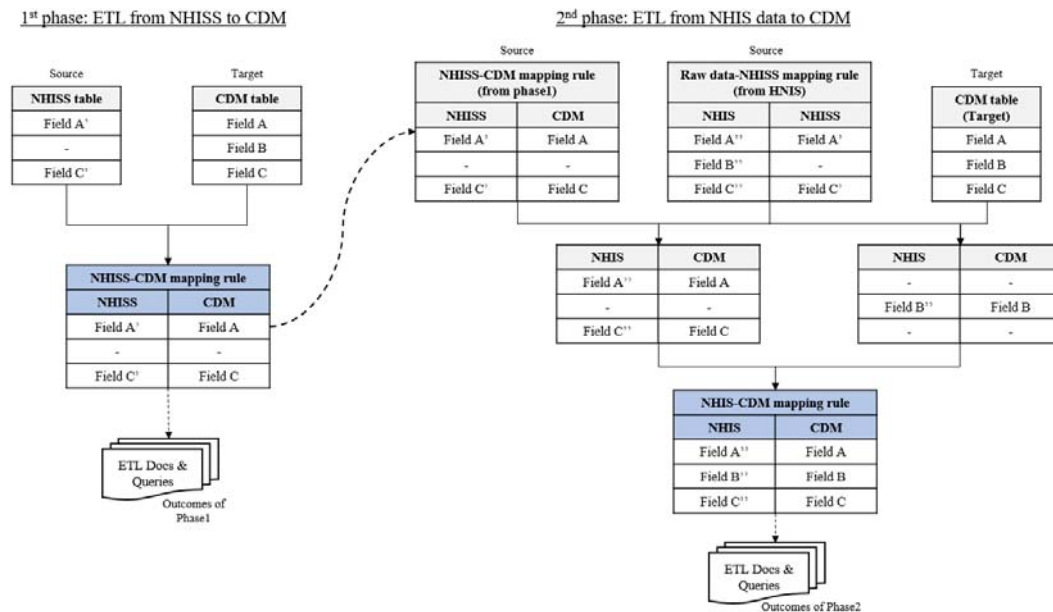 1st phase: ETL from NHISS to CDM
Source
Target
NHISS table
Field A’
-
Field C’
CDM table
Field A
Field B
Field C
NHISS-CDM mapping rule
NHISS CDM
Field A’ Field A
- -
Field C’ Field C
ETL Docs &
Queries
Outcomes of
Phase1
2nd phase: ETL from NHIS data to CDM
Source
NHISS-CDM mapping rule
(from phase1)
NHISS CDM
Field A’ Field A
- -
Field C’ Field C
Source
Raw data-NHISS mapping rule
(from HNIS)
NHIS NHISS
Field A’’ Field A’
Field B’’ -
Field C’’ Field C’
Target
CDM table
(Target)
Field A
Field B
Field C
NHIS CDM
Field A’’ Field A
- -
Field C’’ Field C
NHIS CDM
- -
Field B’’ Field B
- -
NHIS-CDM mapping rule
NHIS CDM
Field A’’ Field A
Field B’’ Field B
Field C’’ Field C
ETL Docs &
Queries
Outcomes of Phase2